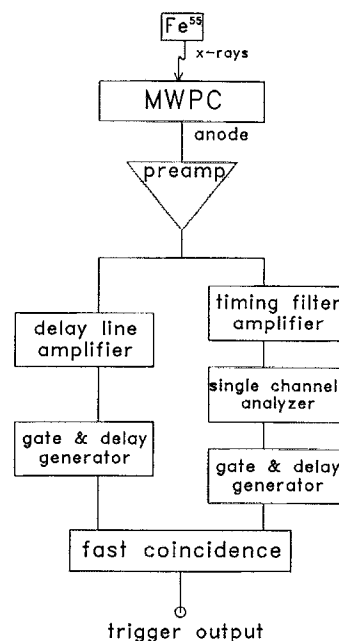 Fe⁵⁵
x-rays
MWPC
anode
preamp
delay line
amplifier
gate & delay
generator
timing filter
amplifier
single channel
analyzer
gate & delay
generator
fast coincidence
trigger output